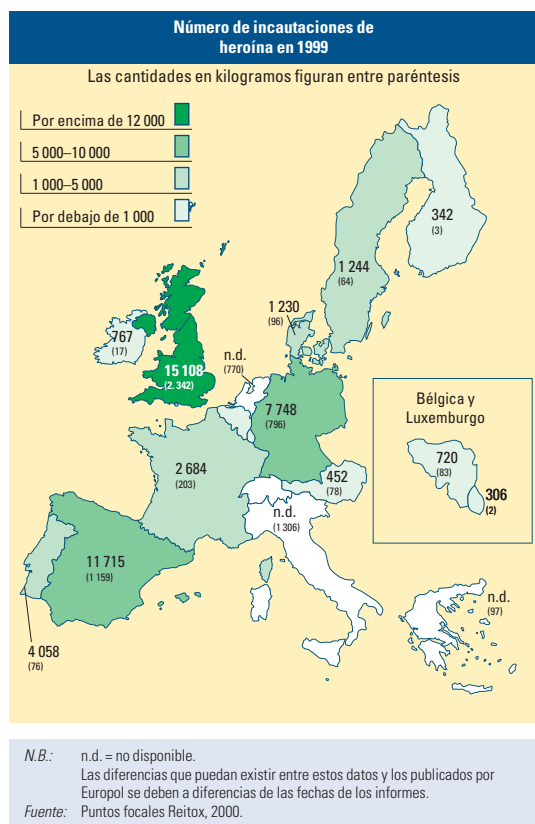 Número de incautaciones de
heroína en 1999
Las cantidades en kilogramos figuran entre paréntesis
Por encima de 12 000
5 000–10 000
1 000–5 000
Por debajo de 1 000
342
(3)
1 244
(64)
1 230
(96)
767
(17)
15 108
(2. 342)
n.d.
(770)
7 748
(796)
Bélgica y
Luxemburgo
720
(83)
306
(2)
2 684
(203)
452
(78)
n.d.
(1 306)
11 715
(1 159)
n.d.
(97)
4 058
(76)
N.B.: n.d. = no disponible.
Las diferencias que puedan existir entre estos datos y los publicados por
Europol se deben a diferencias de las fechas de los informes.
Fuente: Puntos focales Reitox, 2000.